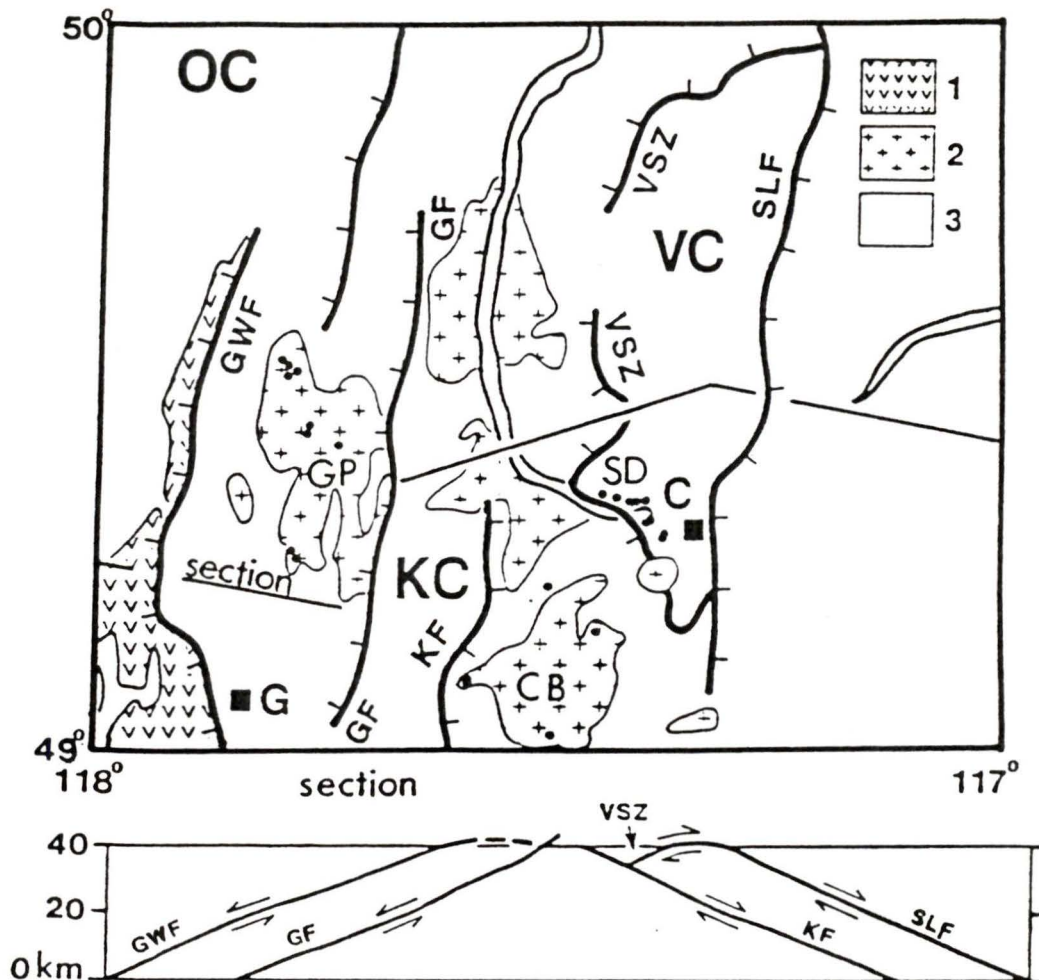 50°
OC
1
2
3
VSZ
SLF
GF
VC
GWF
VSZ
GP
SD
C
section
KC
KF
CB
G
GF
49°
118°
section
117°
VSZ
40
20
0 km
GWF
GF
KF
SLF